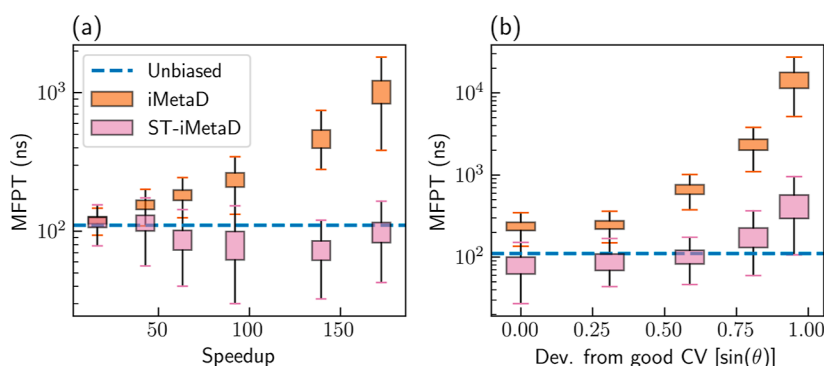 (a)
Unbiased
iMetaD
ST-iMetaD
10³
10²
MFPT (ns)
50
100
150
Speedup
(b)
10⁴
10³
10²
MFPT (ns)
0.00
0.25
0.50
0.75
1.00
Dev. from good CV [sin(θ)]